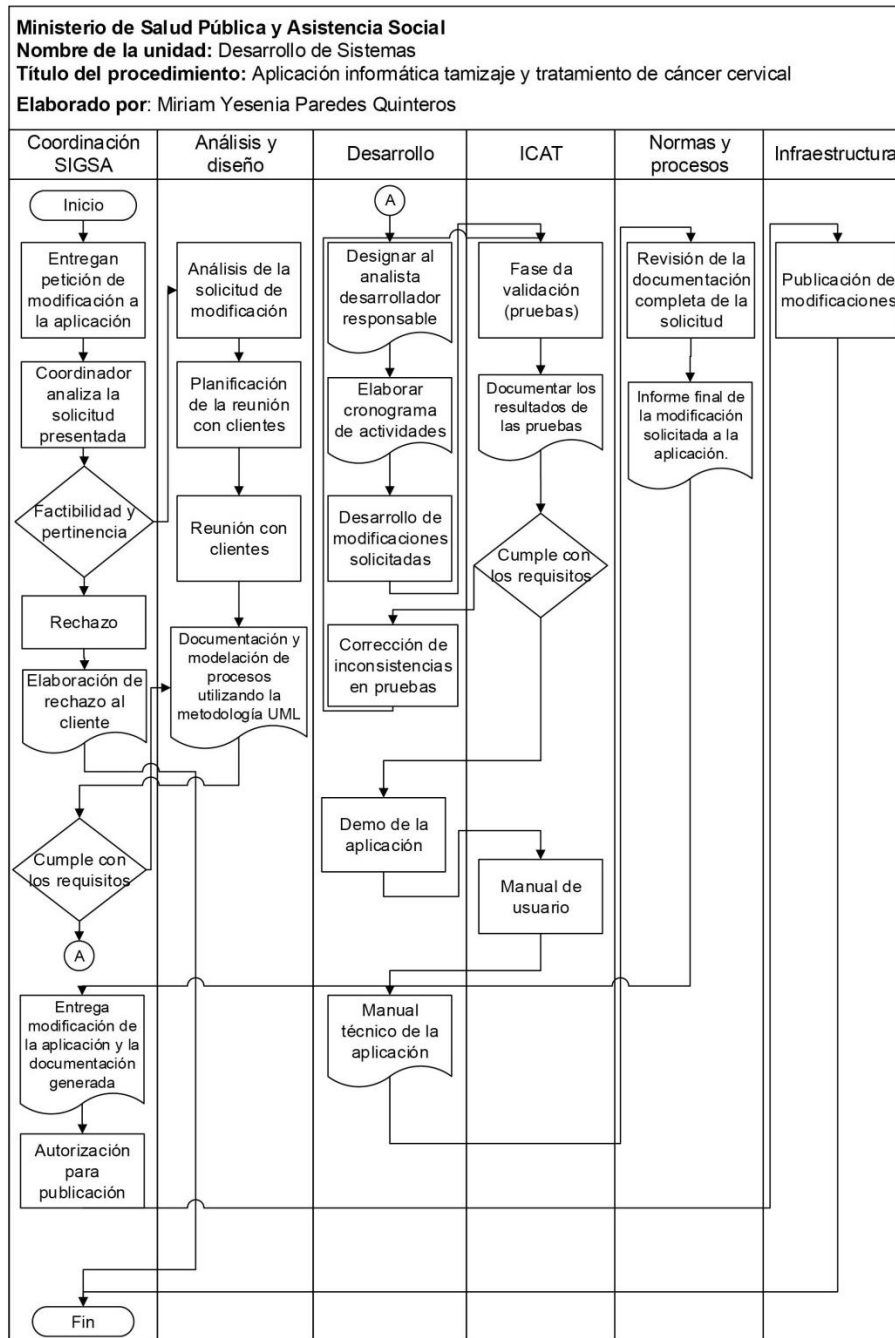 Ministerio de Salud Pública y Asistencia Social
Nombre de la unidad: Desarrollo de Sistemas
Título del procedimiento: Aplicación informática tamizaje y tratamiento de cáncer cervical
Elaborado por: Miriam Yesenia Paredes Quinteros
Coordinación
SIGSA
Análisis y
diseño
Desarrollo
ICAT
Normas y
procesos
Infraestructura
Inicio
Entregan
petición de
modificación a
la aplicación
Coordinador
analiza la
solicitud
presentada
Factibilidad y
pertinencia
Rechazo
Elaboración de
rechazo al
cliente
Cumple con
los requisitos
A
Entrega
modificación de
la aplicación y la
documentación
generada
Autorización
para
publicación
Fin
Análisis de la
solicitud de
modificación
Planificación
de la reunión
con clientes
Reunión con
clientes
Documentación y
modelación de
procesos
utilizando la
metodología UML
A
Designar al
analista
desarrollador
responsable
Elaborar
cronograma
de actividades
Desarrollo de
modificaciones
solicitadas
Corrección de
inconsistencias
en pruebas
Demo de la
aplicación
Manual
técnico de la
aplicación
Fase da
validación
(pruebas)
Documentar los
resultados de
las pruebas
Cumple con
los requisitos
Manual de
usuario
Revisión de la
documentación
completa de la
solicitud
Informe final de
la modificación
solicitada a la
aplicación.
Publicación de
modificaciones